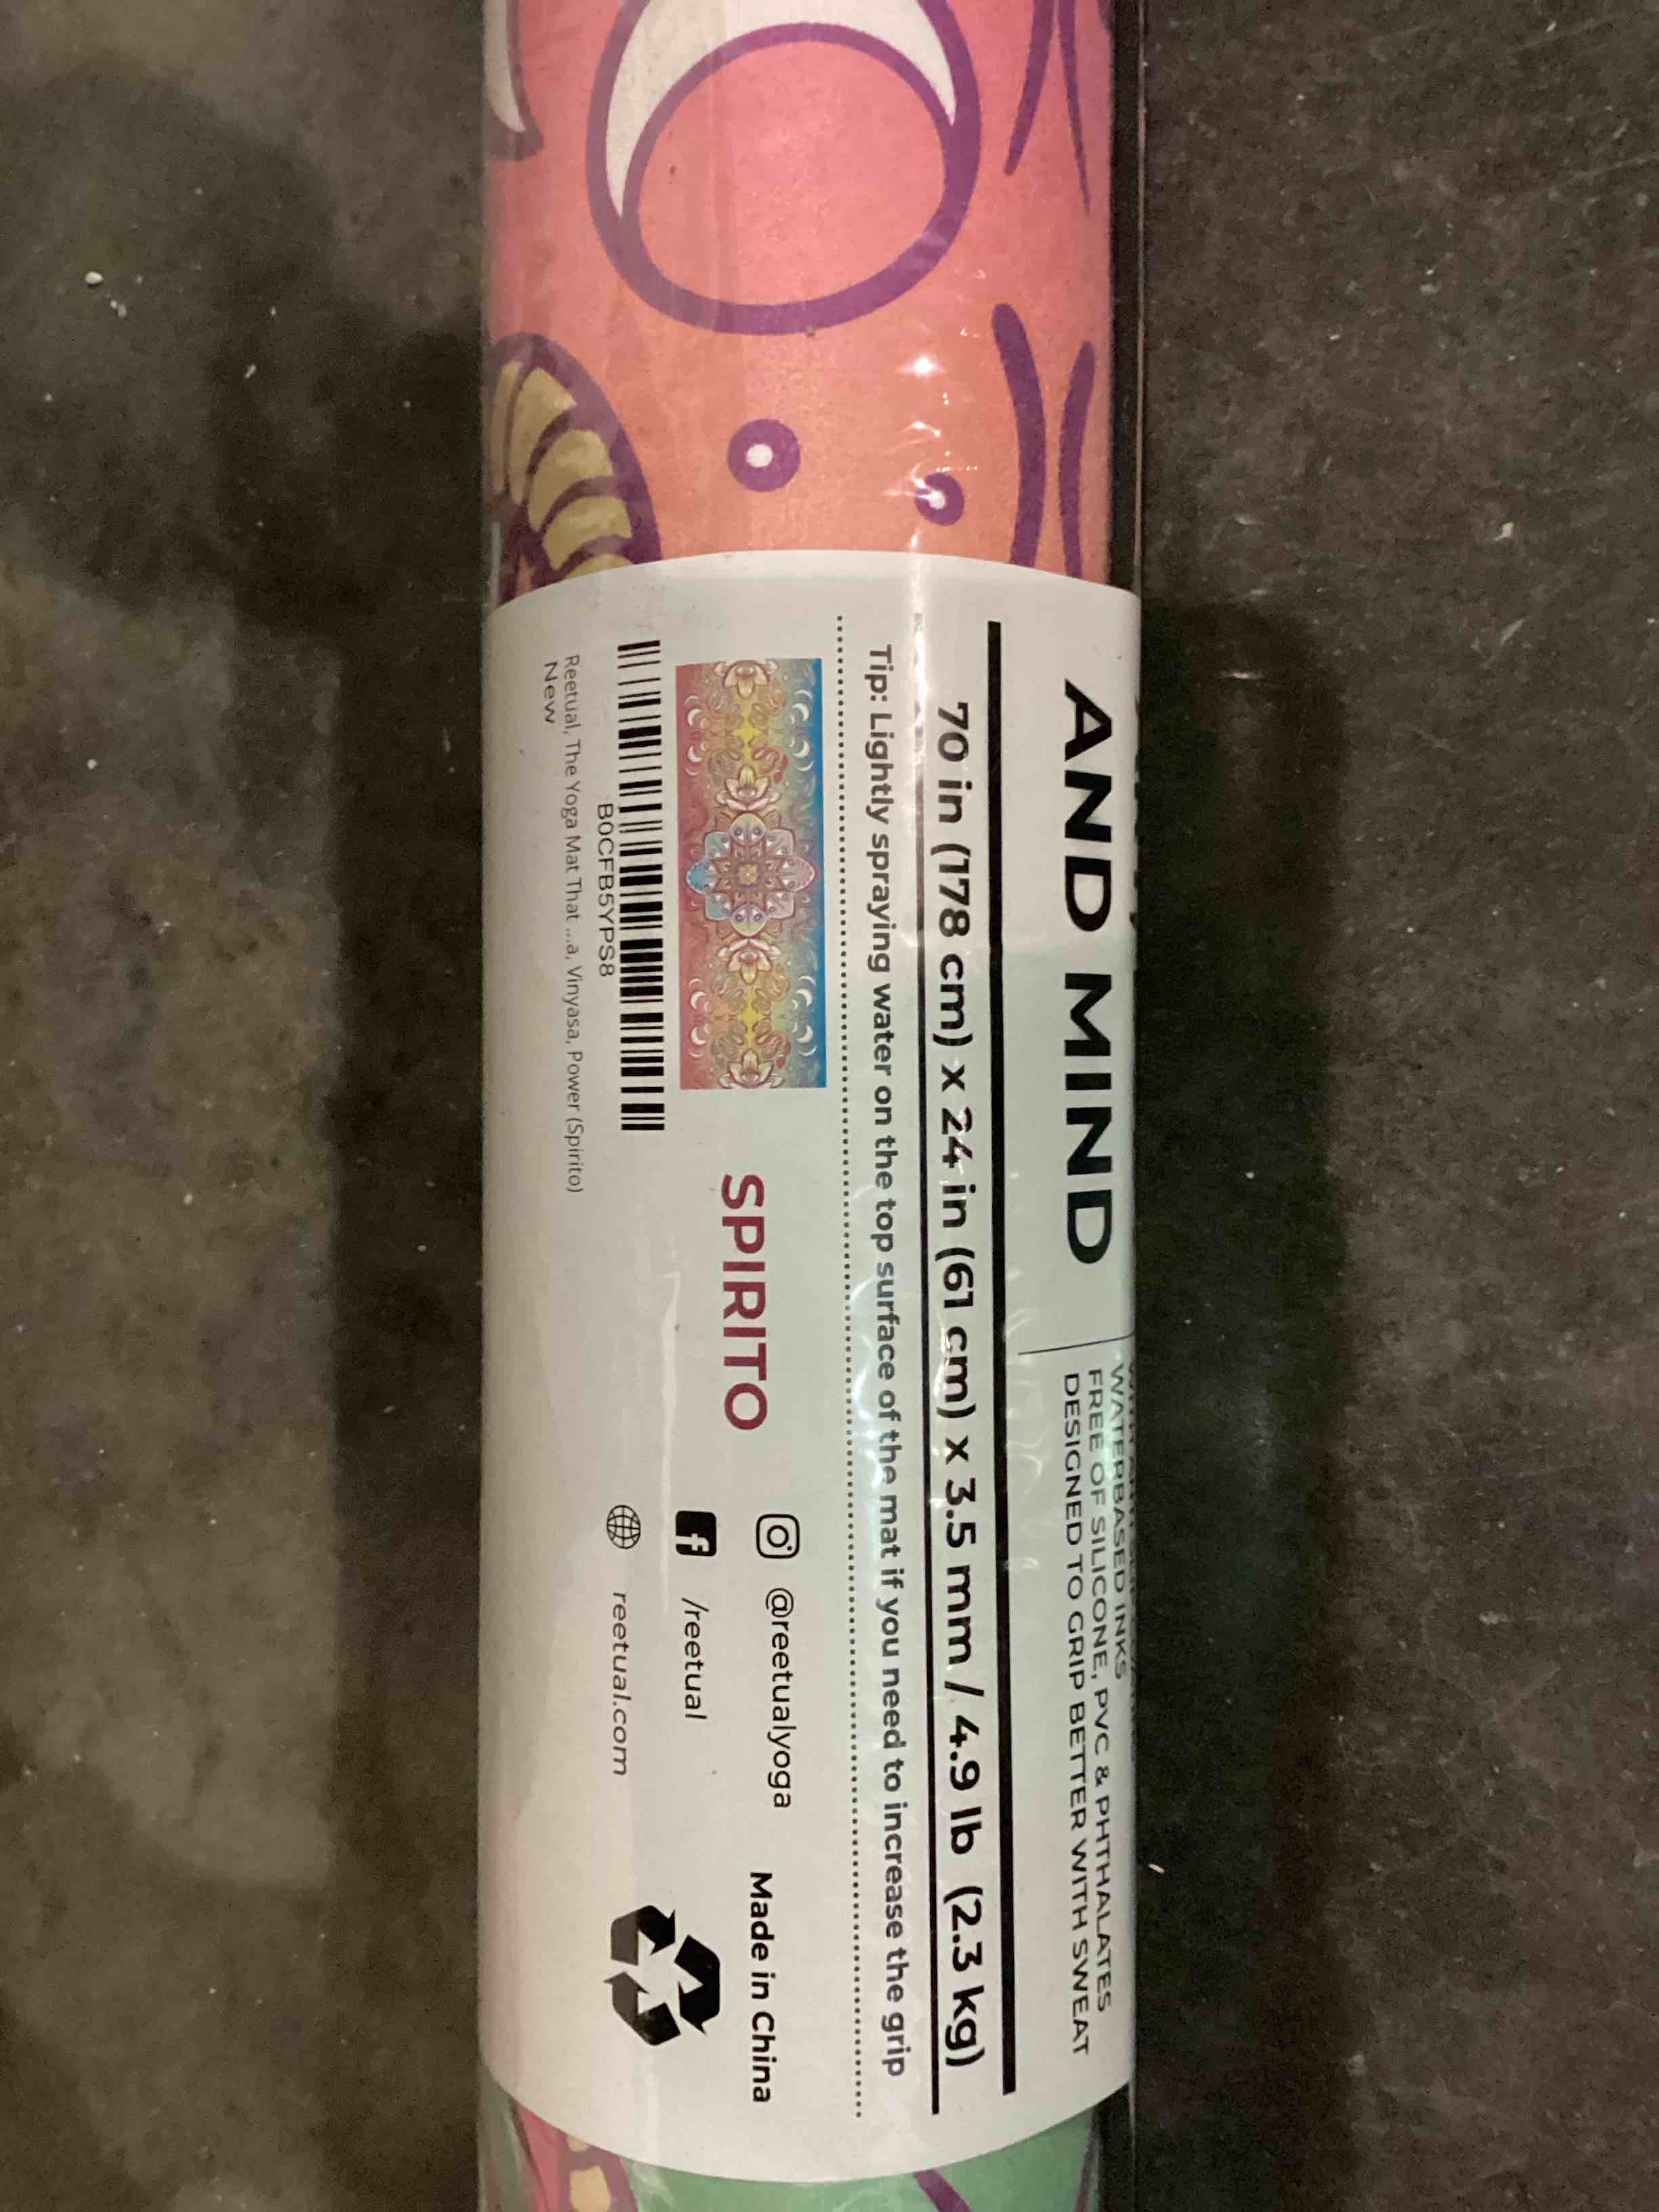 AND MIND
WATERBASED INKS
FREE OF SILICONE, PVC & PHTHALATES
DESIGNED TO GRIP BETTER WITH SWEAT
70 in (178 cm) x 24 in (61 cm) x 3.5 mm / 4.9 lb (2.3 kg)
Tip: Lightly spraying water on the top surface of the mat if you need to increase the grip
SPIRITO
@reetualyoga
/reetual
reetual.com
Made in China
B0CFB5YPS8
Reetual, The Yoga Mat That ...a, Vinyasa, Power (Spirito)
New